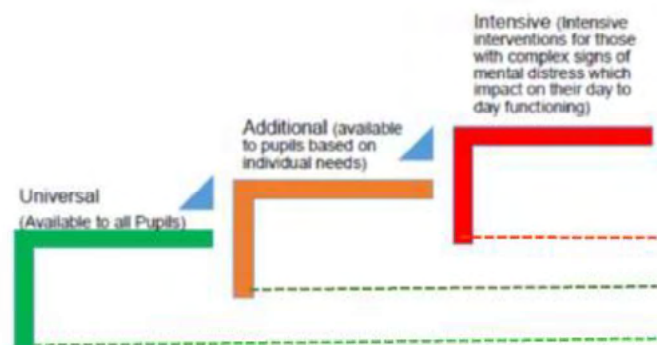 Universal
(Available to all Pupils)
Additional (available
to pupils based on
individual needs)
Intensive (Intensive
interventions for those
with complex signs of
mental distress which
impact on their day to
day functioning)